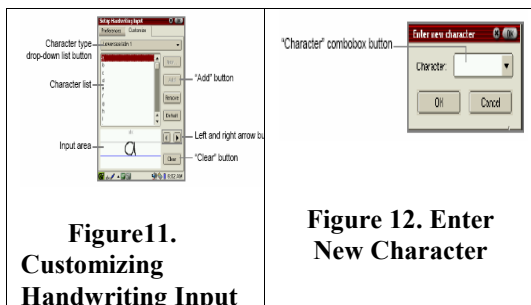 Setup Handwriting Input
Preferences Customize
Character type
drop-down list button
Character list
"Add" button
Remove
Default
Left and right arrow bu
Input area
a
Clear
"Clear" button
Figure11.
Customizing
Handwriting Input
"Character" combobox button
Enter new character
OK
Character:
OK Cancel
Figure 12. Enter
New Character